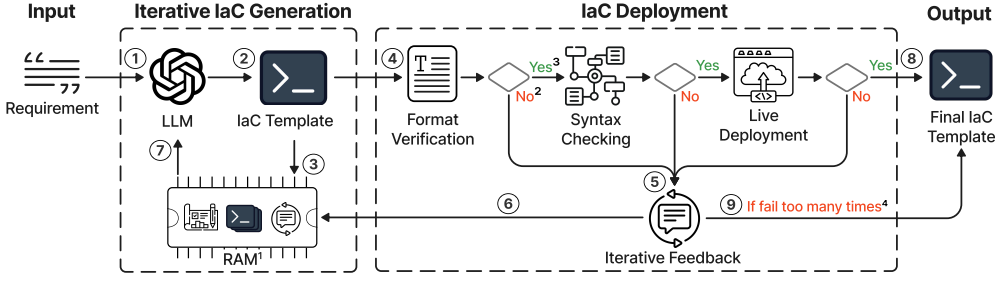 Input
Iterative IaC Generation
IaC Deployment
Output
1
2
4
8
Yes³
Yes
Yes
No²
No
No
Requirement
LLM
IaC Template
Format
Verification
Syntax
Checking
Live
Deployment
Final IaC
Template
7
3
5
6
9
If fail too many times⁴
RAM¹
Iterative Feedback